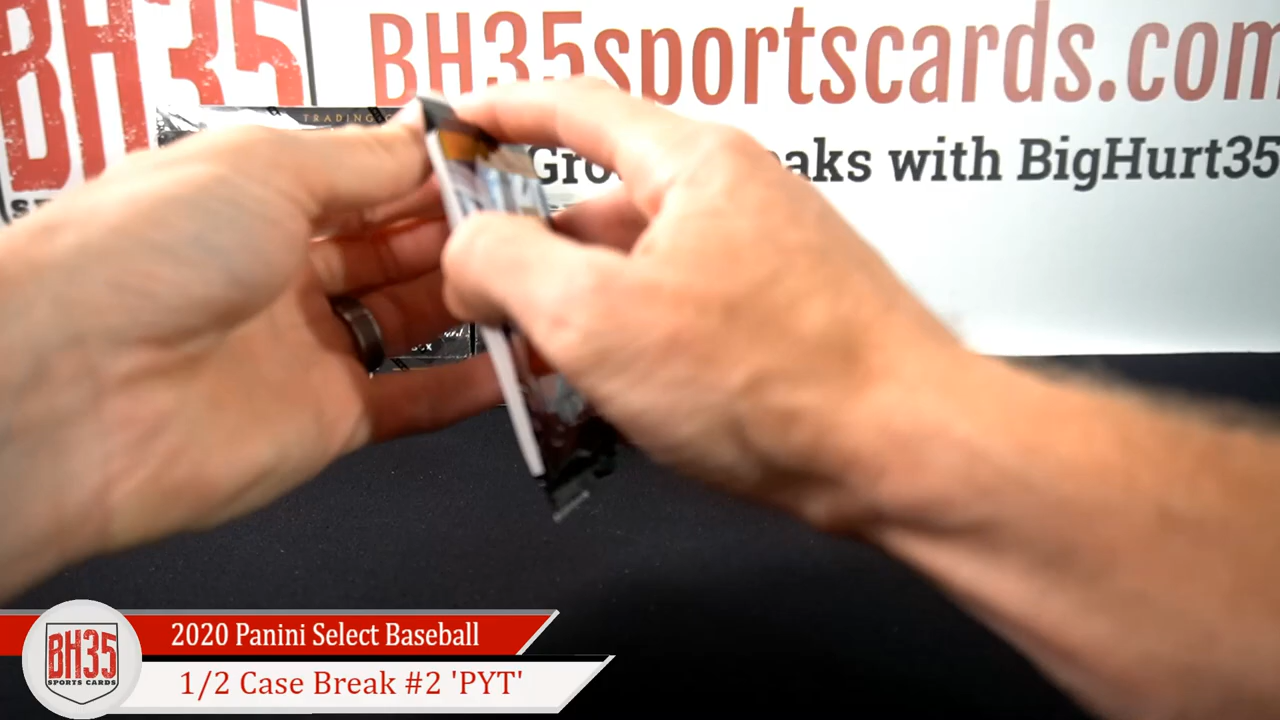 BH35
BH35sportscards.com
TRADING
Gro aks with BigHurt35
2020 Panini Select Baseball
1/2 Case Break #2 'PYT'
BH35
SPORTS CARDS